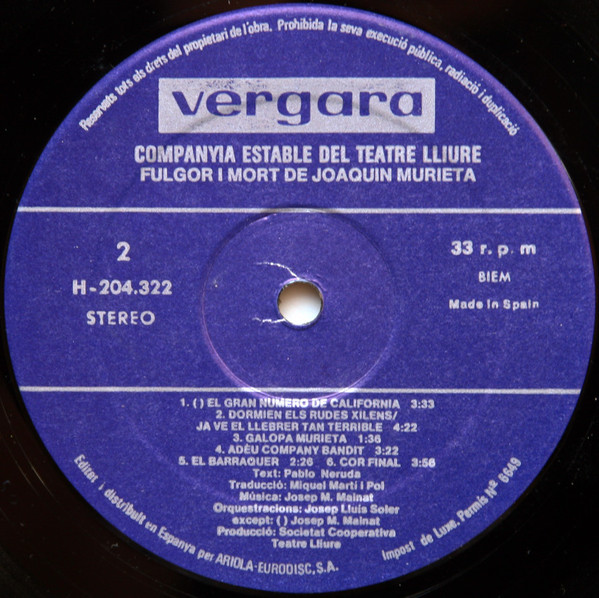 Reservats tots els drets del propietari de l'obra. Prohibida la seva execució pública, radiació i duplicació
vergara
COMPANYIA ESTABLE DEL TEATRE LLIURE
FULGOR I MORT DE JOAQUIN MURIETA
2
H-204.322
STEREO
33 r. p. m
BIEM
Made in Spain
1. ( ) EL GRAN NUMERO DE CALIFORNIA 3:33
2. DORMIEN ELS RUDES XILENS/
JA VE EL LLEBRER TAN TERRIBLE 4:22
3. GALOPA MURIETA 1:36
4. ADÉU COMPANY BANDIT 3:22
5. EL BARRAQUER 2:26 6. COR FINAL 3:56
Text: Pablo Neruda
Traducció: Miquel Martí i Pol
Música: Josep M. Mainat
Orquestracions: Josep Lluís Soler
except: ( ) Josep M. Mainat
Producció: Societat Cooperativa
Teatre Lliure
Editat i distribuït en Espanya per ARIOLA-EURODISC, S.A.
Impost de Luxe. Permís Nº 6649